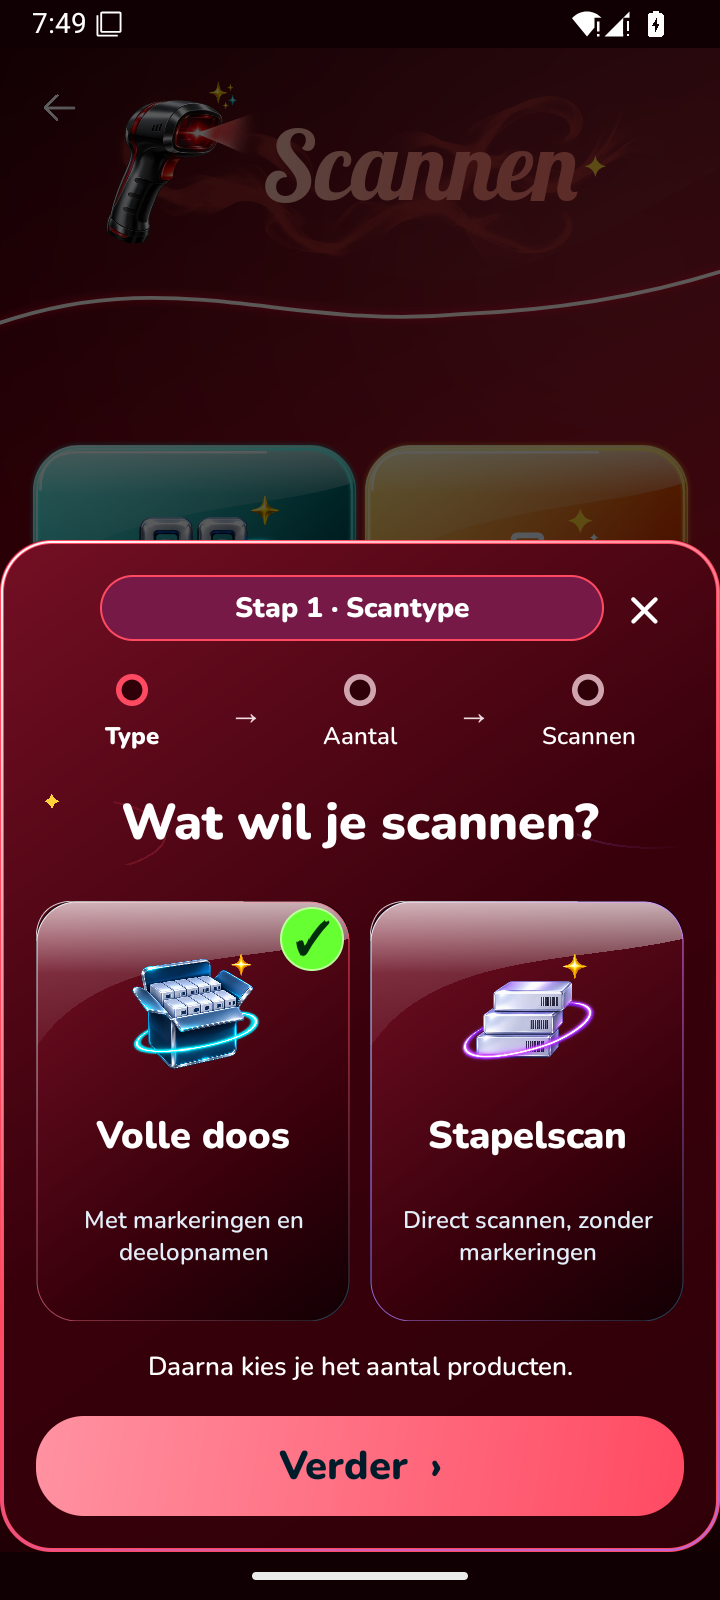 7:49
Scannen
Stap 1 · Scantype
Type → Aantal → Scannen
Wat wil je scannen?
Volle doos
Met markeringen en
deelopnamen
Stapelscan
Direct scannen, zonder
markeringen
Daarna kies je het aantal producten.
Verder ›